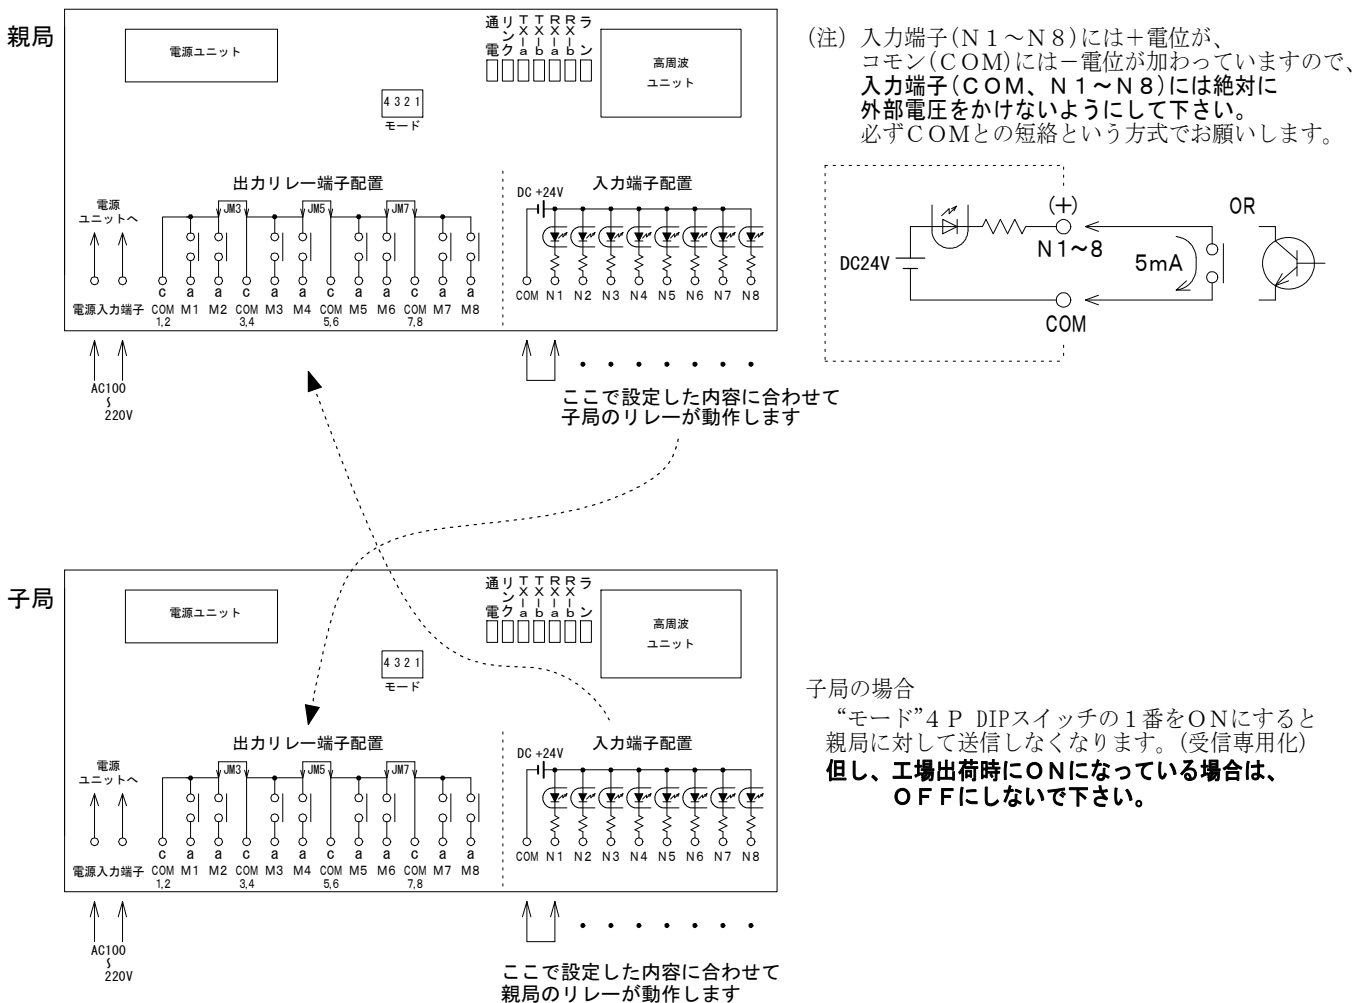 親局
電源ユニット
通電 リンク TX-a TX-b RX-a RX-b ラン
高周波
ユニット
4 3 2 1
モード
出力リレー端子配置
入力端子配置
電源
ユニットへ
JM3 JM5 JM7
DC +24V
c a a c a a c a a c a a
電源入力端子 COM M1 M2 COM M3 M4 COM M5 M6 COM M7 M8
1,2 3,4 5,6 7,8
COM N1 N2 N3 N4 N5 N6 N7 N8
AC100
~
220V
・・・・・・・
ここで設定した内容に合わせて
子局のリレーが動作します
(注) 入力端子(N1~N8)には+電位が、
コモン(COM)には-電位が加わっていますので、
入力端子(COM、N1~N8)には絶対に
外部電圧をかけないようにして下さい。
必ずCOMとの短絡という方式でお願いします。
(+)
N1~8
OR
DC24V
5mA
COM
子局
電源ユニット
通電 リンク TX-a TX-b RX-a RX-b ラン
高周波
ユニット
4 3 2 1
モード
出力リレー端子配置
入力端子配置
電源
ユニットへ
JM3 JM5 JM7
DC +24V
c a a c a a c a a c a a
電源入力端子 COM M1 M2 COM M3 M4 COM M5 M6 COM M7 M8
1,2 3,4 5,6 7,8
COM N1 N2 N3 N4 N5 N6 N7 N8
AC100
~
220V
・・・・・・・
ここで設定した内容に合わせて
親局のリレーが動作します
子局の場合
“モード”4P DIPスイッチの1番をONにすると
親局に対して送信しなくなります。(受信専用化)
但し、工場出荷時にONになっている場合は、
OFFにしないで下さい。